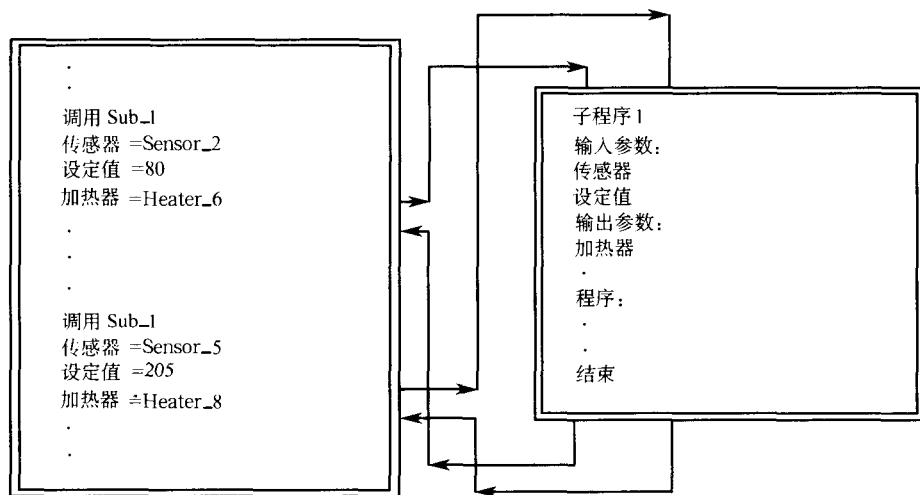 调用 Sub_1
传感器 =Sensor_2
设定值 =80
加热器 =Heater_6
调用 Sub_1
传感器 =Sensor_5
设定值 =205
加热器 =Heater_8
子程序1
输入参数:
传感器
设定值
输出参数:
加热器
程序:
结束